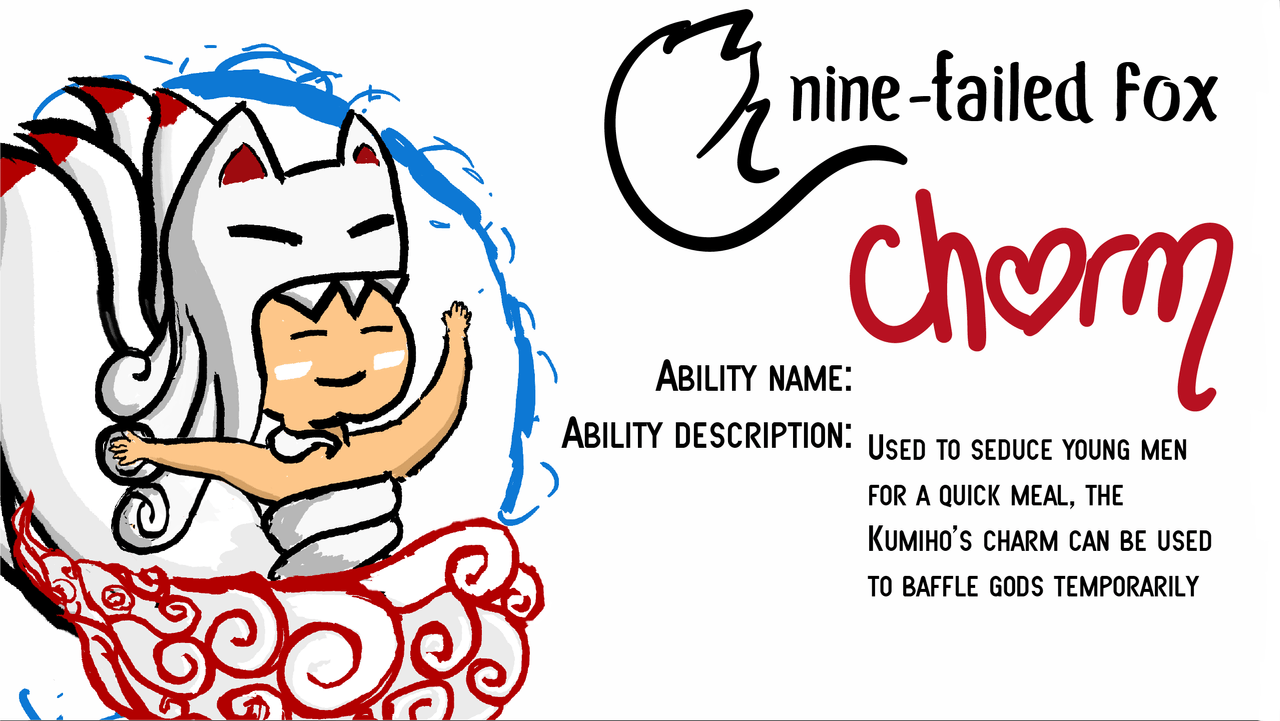 nine-tailed fox
charm
Ability name:
Ability description:
Used to seduce young men
for a quick meal, the
Kumiho's charm can be used
to baffle gods temporarily